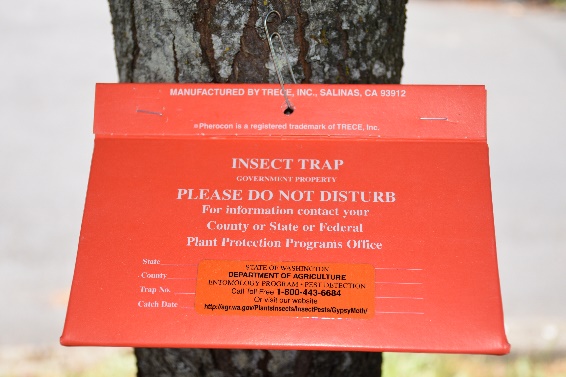 MANUFACTURED BY TRECE, INC., SALINAS, CA 93912
Pherocon is a registered trademark of TRECE, Inc.
INSECT TRAP
GOVERNMENT PROPERTY
PLEASE DO NOT DISTURB
For information contact your
County or State or Federal
Plant Protection Programs Office
State
County
Trap No.
Catch Date
STATE OF WASHINGTON
DEPARTMENT OF AGRICULTURE
ENTOMOLOGY PROGRAM - PEST DETECTION
Call Toll Free 1-800-443-6684
Or visit our website
http://agr.wa.gov/PlantsInsects/InsectPests/GypsyMoth/